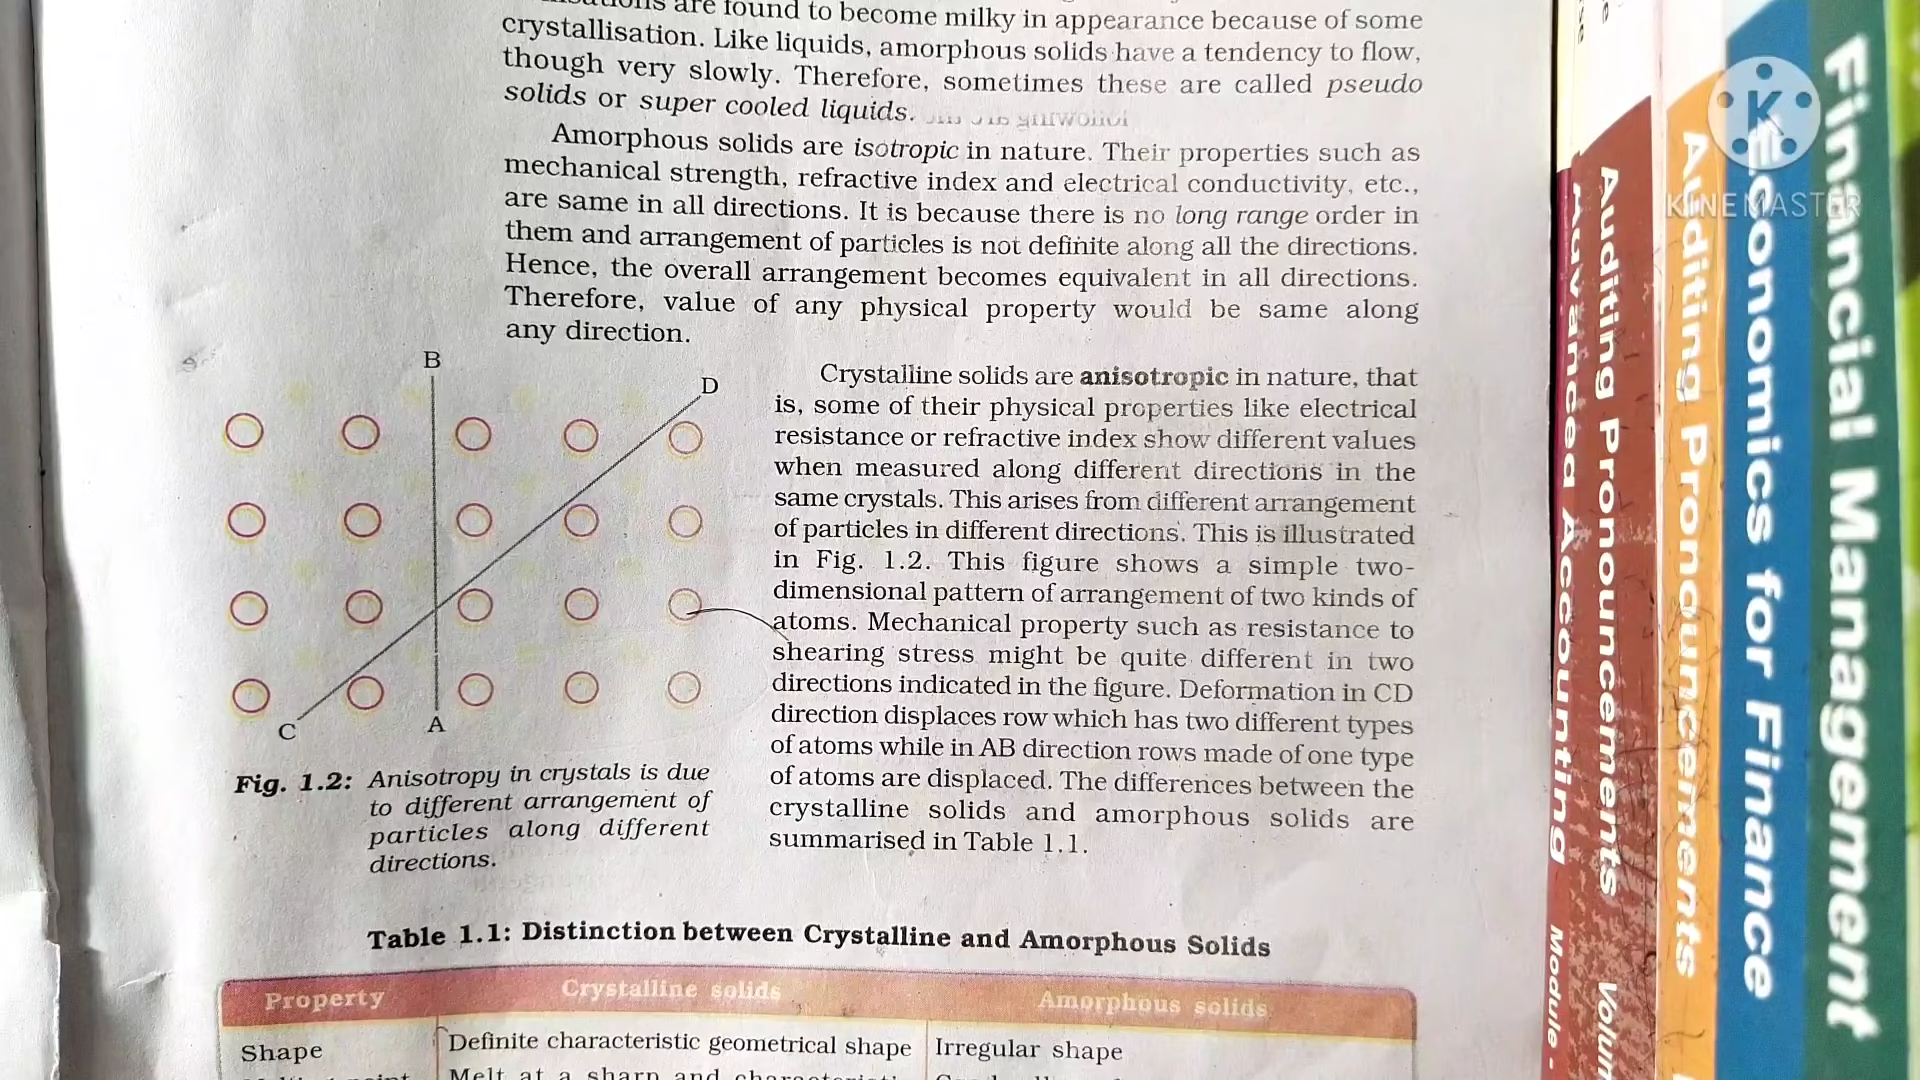 are found to become milky in appearance because of some
crystallisation. Like liquids, amorphous solids have a tendency to flow,
though very slowly. Therefore, sometimes these are called pseudo
solids or super cooled liquids.
Amorphous solids are isotropic in nature. Their properties such as
mechanical strength, refractive index and electrical conductivity, etc.,
are same in all directions. It is because there is no long range order in
them and arrangement of particles is not definite along all the directions.
Hence, the overall arrangement becomes equivalent in all directions.
Therefore, value of any physical property would be same along
any direction.
B
D
C
A
Fig. 1.2: Anisotropy in crystals is due
to different arrangement of
particles along different
directions.
Crystalline solids are anisotropic in nature, that
is, some of their physical properties like electrical
resistance or refractive index show different values
when measured along different directions in the
same crystals. This arises from different arrangement
of particles in different directions. This is illustrated
in Fig. 1.2. This figure shows a simple two-
dimensional pattern of arrangement of two kinds of
atoms. Mechanical property such as resistance to
shearing stress might be quite different in two
directions indicated in the figure. Deformation in CD
direction displaces row which has two different types
of atoms while in AB direction rows made of one type
of atoms are displaced. The differences between the
crystalline solids and amorphous solids are
summarised in Table 1.1.
Table 1.1: Distinction between Crystalline and Amorphous Solids
Property Crystalline solids Amorphous solids
Shape Definite characteristic geometrical shape Irregular shape
Melt at a sharp and
Advanced Accounting Module -
Auditing Pronouncements
Auditing Pronouncements
Economics for Finance
Financial Management
K
KINEMASTER